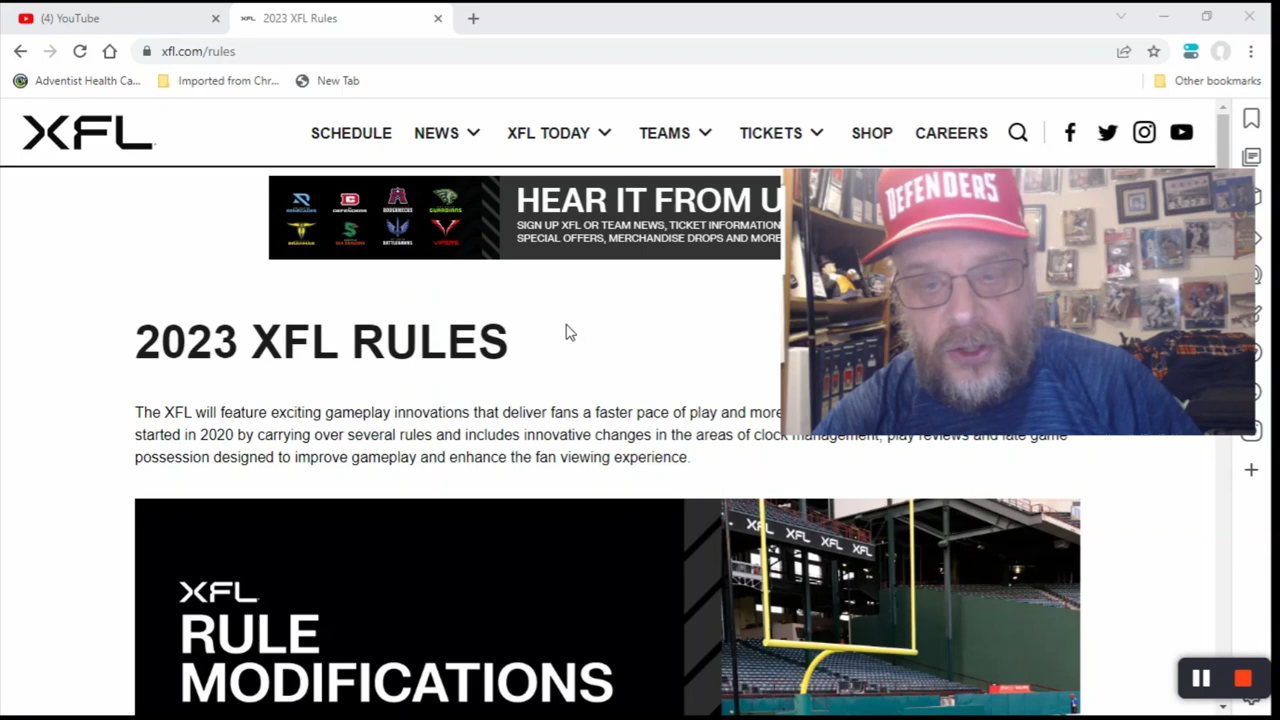 (4) YouTube
2023 XFL Rules
xfl.com/rules
Adventist Health Ca...
Imported from Chr...
New Tab
Other bookmarks
XFL
SCHEDULE
NEWS
XFL TODAY
TEAMS
TICKETS
SHOP
CAREERS
HEAR IT FROM U
SIGN UP XFL OR TEAM NEWS, TICKET INFORMATION
SPECIAL OFFERS, MERCHANDISE DROPS AND MORE
DEFENDERS
2023 XFL RULES
The XFL will feature exciting gameplay innovations that deliver fans a faster pace of play and more
started in 2020 by carrying over several rules and includes innovative changes in the areas of clock management, play reviews and late game
possession designed to improve gameplay and enhance the fan viewing experience.
XFL XFL XFL XFL
XFL
RULE
MODIFICATIONS